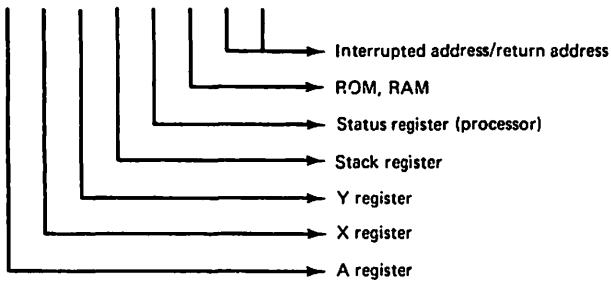 Interrupted address/return address
ROM, RAM
Status register (processor)
Stack register
Y register
X register
A register